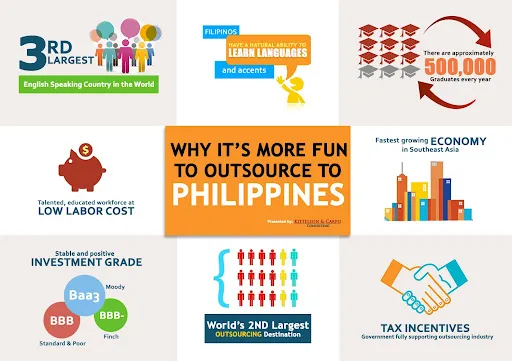 3RD
LARGEST
English Speaking Country in the World
FILIPINOS
HAVE A NATURAL ABILITY TO
LEARN LANGUAGES
and accents
There are approximately
500,000
Graduates every year
$
Talented, educated workforce at
LOW LABOR COST
WHY IT'S MORE FUN
TO OUTSOURCE TO
PHILIPPINES
Presented by: KITTELSON & CARPO
CONSULTING
Fastest growing ECONOMY
in Southeast Asia
Stable and positive
INVESTMENT GRADE
Moody
Baa3
BBB
BBB-
Finch
Standard & Poor
World's 2ND Largest
OUTSOURCING Destination
TAX INCENTIVES
Government fully supporting outsourcing industry